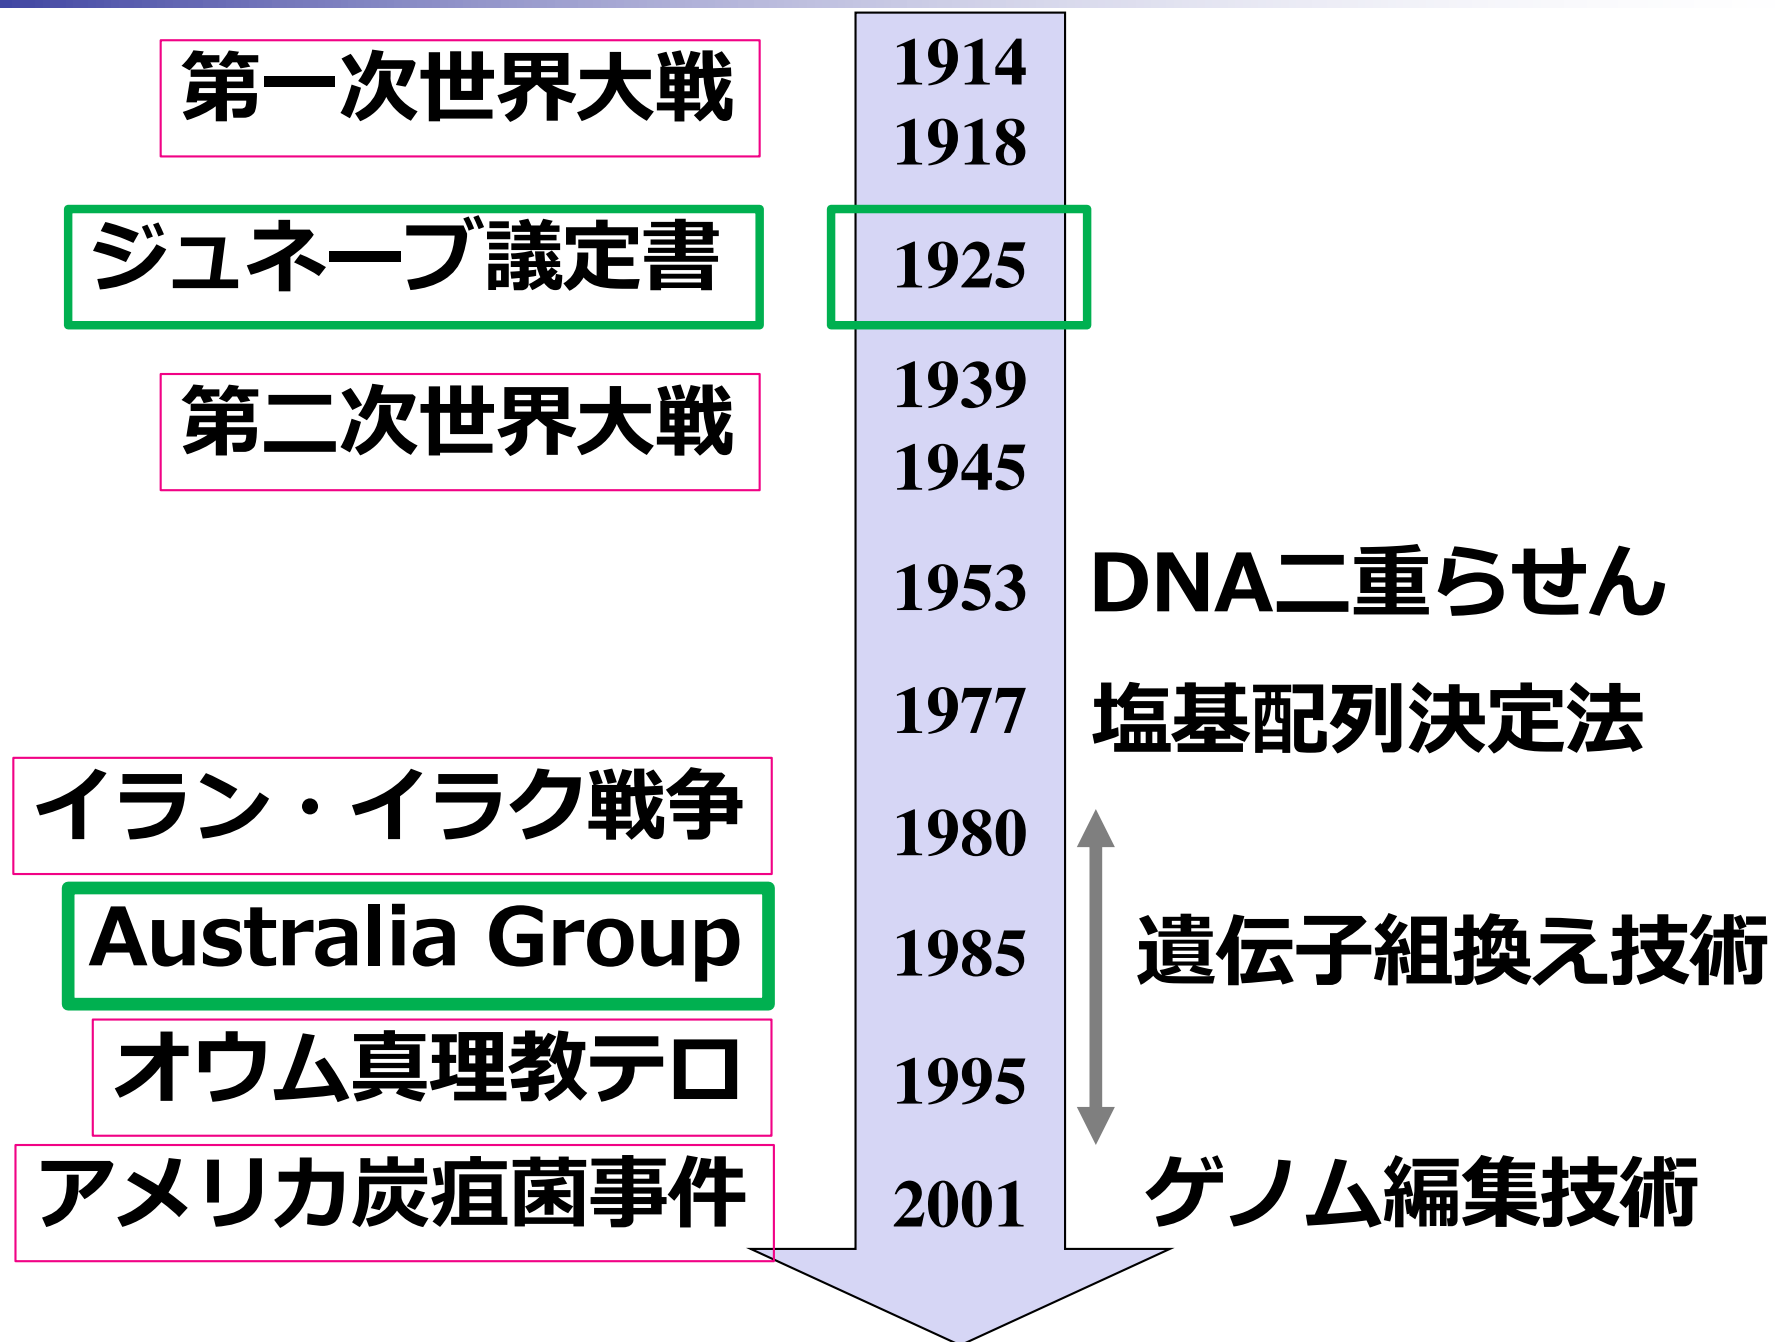 第一次世界大戦
1914
1918
ジュネーブ議定書
1925
第二次世界大戦
1939
1945
1953
DNA二重らせん
1977
塩基配列決定法
イラン・イラク戦争
1980
Australia Group
1985
遺伝子組換え技術
オウム真理教テロ
1995
アメリカ炭疽菌事件
2001
ゲノム編集技術